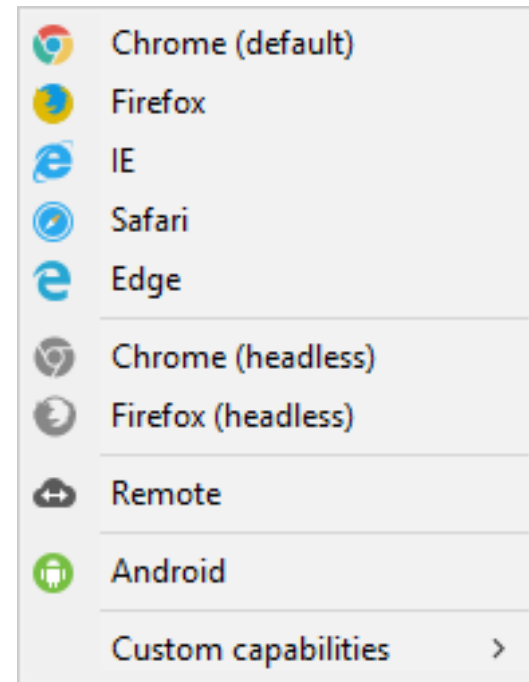 Chrome (default)
Firefox
IE
Safari
Edge
Chrome (headless)
Firefox (headless)
Remote
Android
Custom capabilities